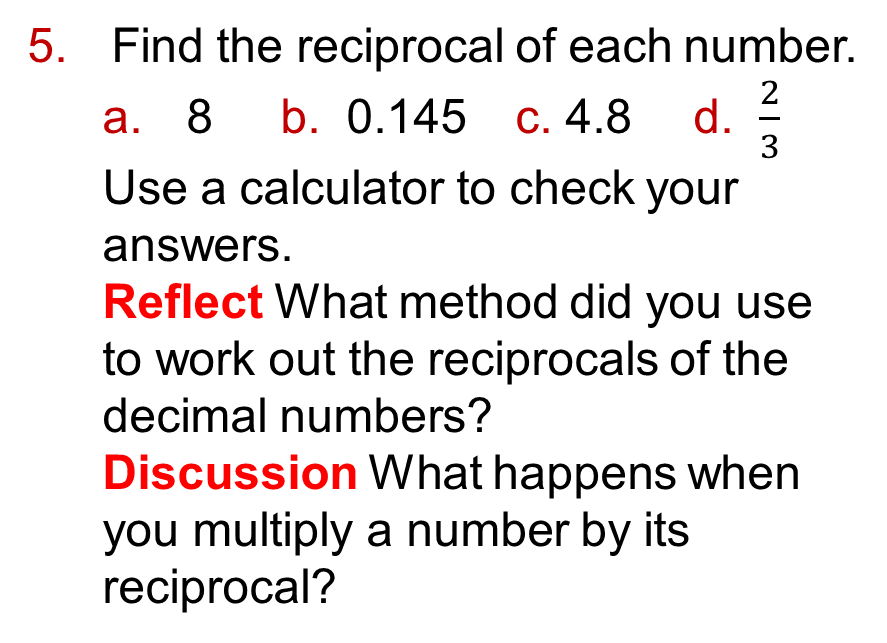 5. Find the reciprocal of each number.
a. 8 b. 0.145 c. 4.8 d. 2/3
Use a calculator to check your
answers.
Reflect What method did you use
to work out the reciprocals of the
decimal numbers?
Discussion What happens when
you multiply a number by its
reciprocal?